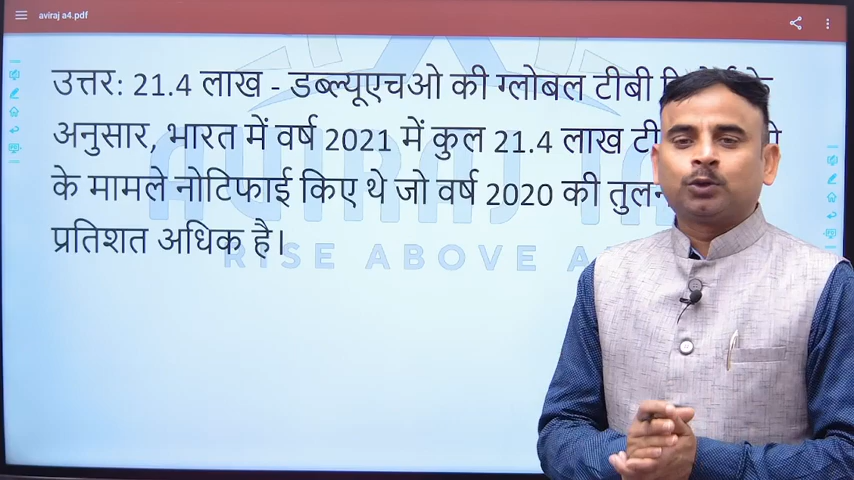 aviraj a4.pdf
उत्तर: 21.4 लाख - डब्ल्यूएचओ की ग्लोबल टीबी के
अनुसार, भारत में वर्ष 2021 में कुल 21.4 लाख
के मामले नोटिफाई किए थे जो वर्ष 2020 की
प्रतिशत अधिक है।
AVIRAJ
RISE ABOVE